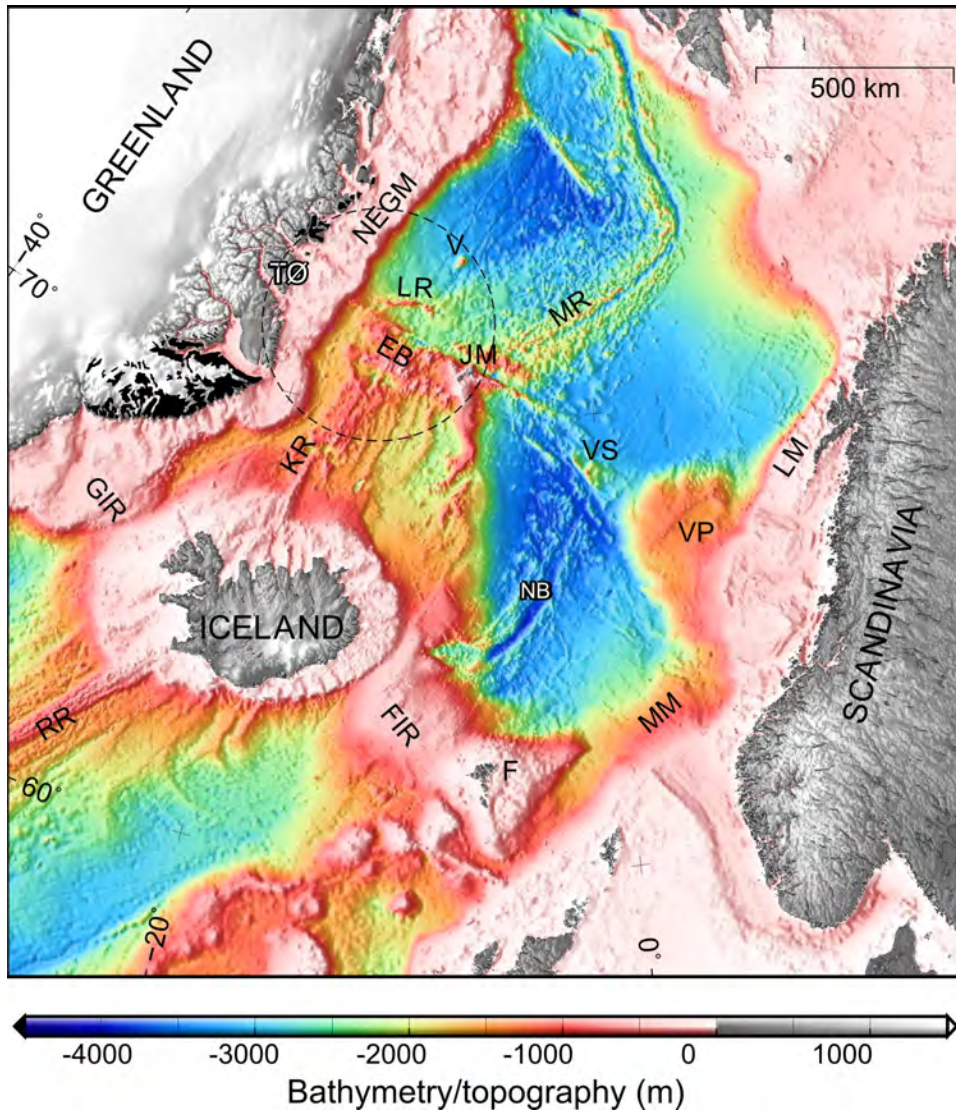 GREENLAND
500 km
−40°
70°
NEGM
TØ
V
LR
MR
EB
JM
KR
VS
LM
GIR
VP
NB
ICELAND
SCANDINAVIA
RR
FIR
MM
F
60°
−20°
0°
-4000 -3000 -2000 -1000 0 1000
Bathymetry/topography (m)